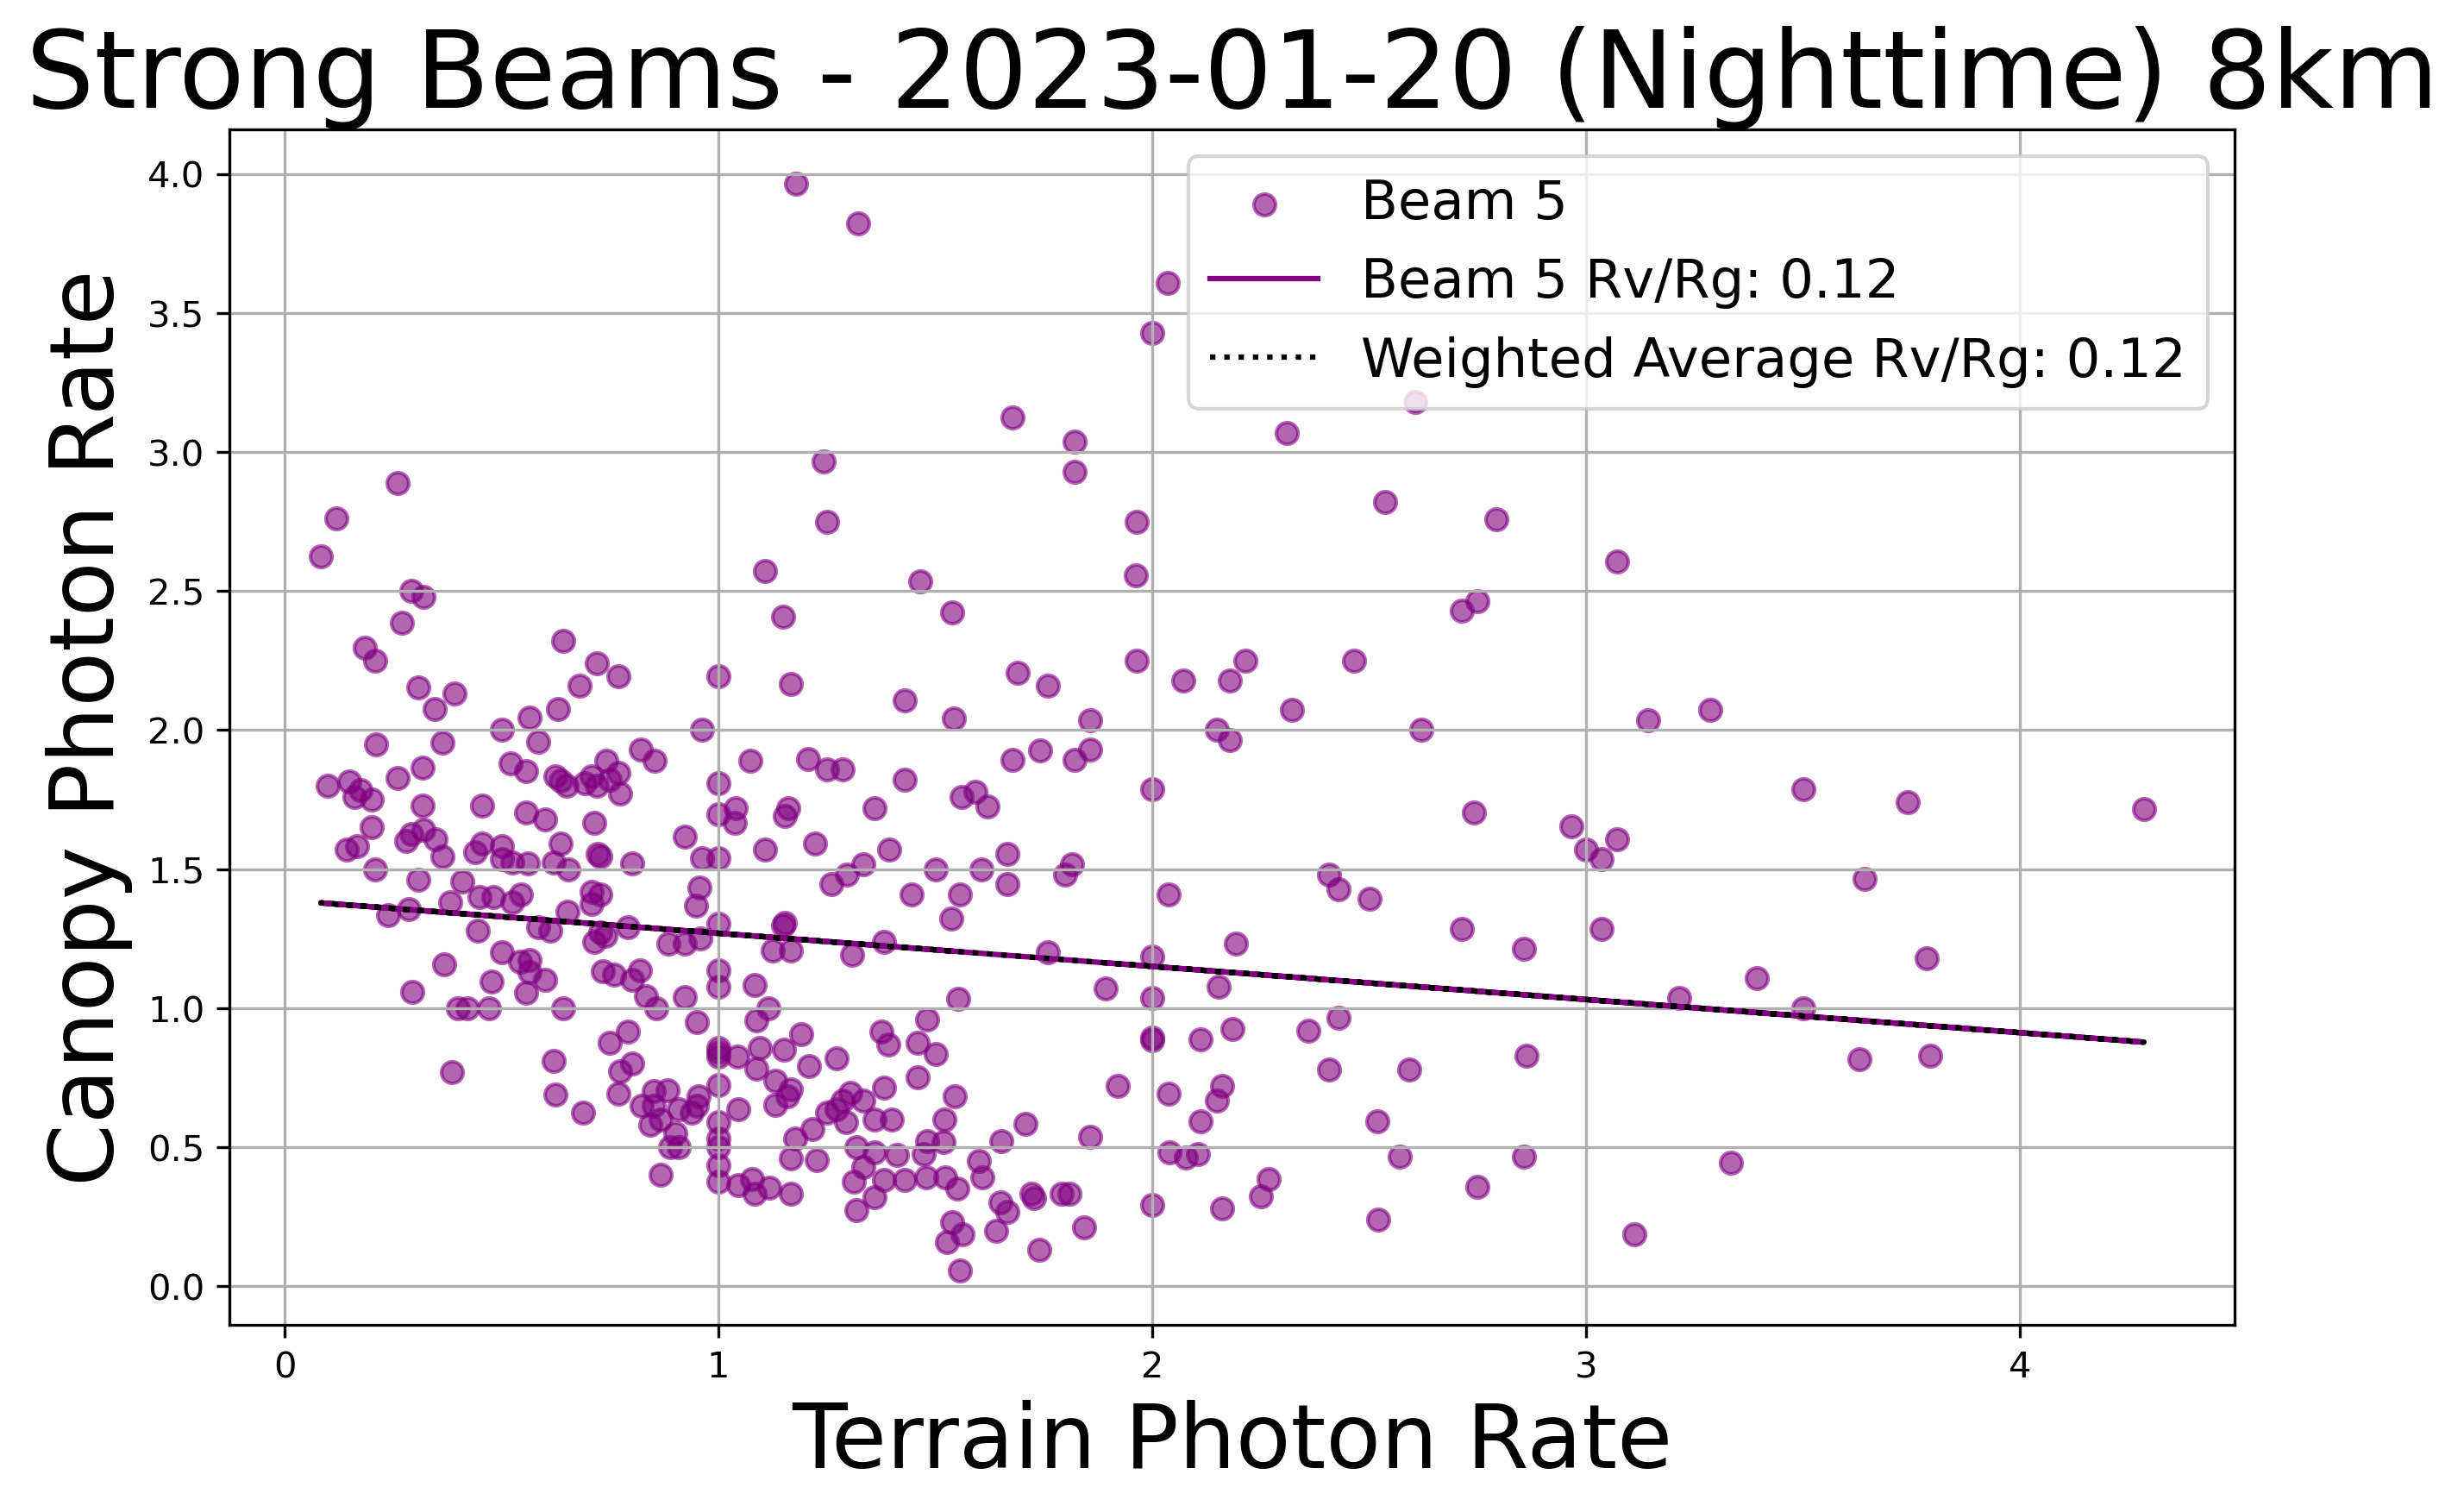 Strong Beams - 2023-01-20 (Nighttime) 8km
Beam 5
Beam 5 Rv/Rg: 0.12
Weighted Average Rv/Rg: 0.12
Canopy Photon Rate
4.0
3.5
3.0
2.5
2.0
1.5
1.0
0.5
0.0
0 1 2 3 4
Terrain Photon Rate